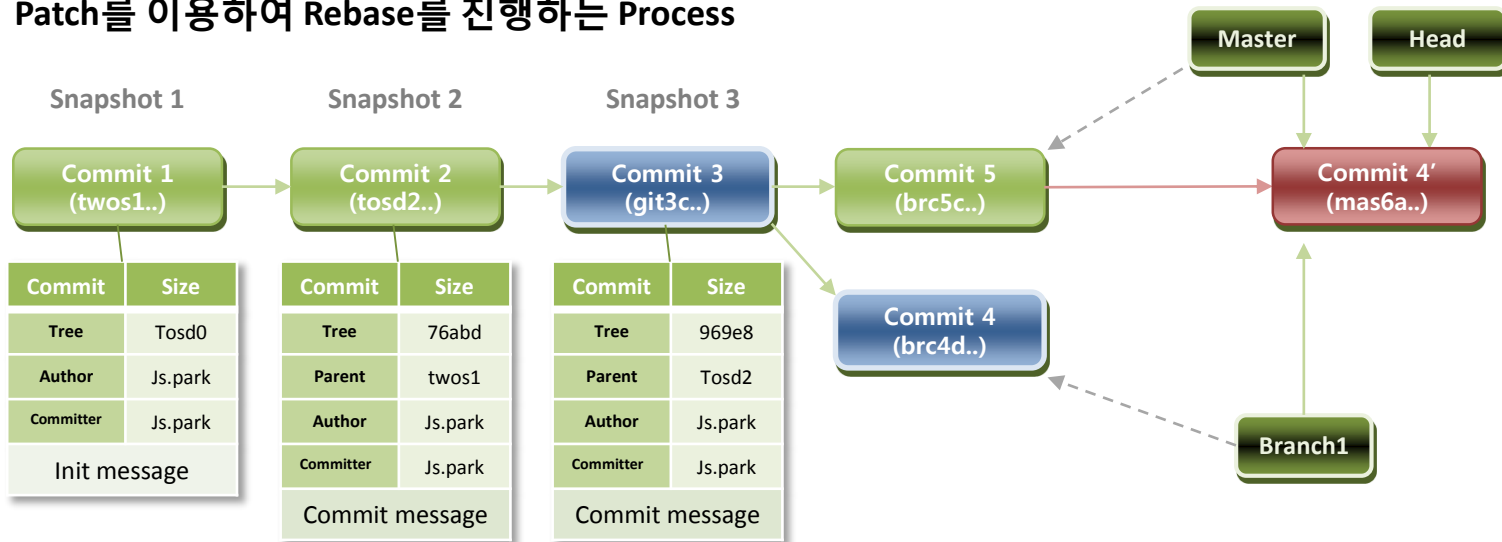 Patch를 이용하여 Rebase를 진행하는 Process
Master
Head
Snapshot 1
Snapshot 2
Snapshot 3
Commit 1
(twos1..)
Commit 2
(tosd2..)
Commit 3
(git3c..)
Commit 5
(brc5c..)
Commit 4’
(mas6a..)
Commit Size
Tree Tosd0
Author Js.park
Committer Js.park
Init message
Commit Size
Tree 76abd
Parent twos1
Author Js.park
Committer Js.park
Commit message
Commit Size
Tree 969e8
Parent Tosd2
Author Js.park
Committer Js.park
Commit message
Commit 4
(brc4d..)
Branch1